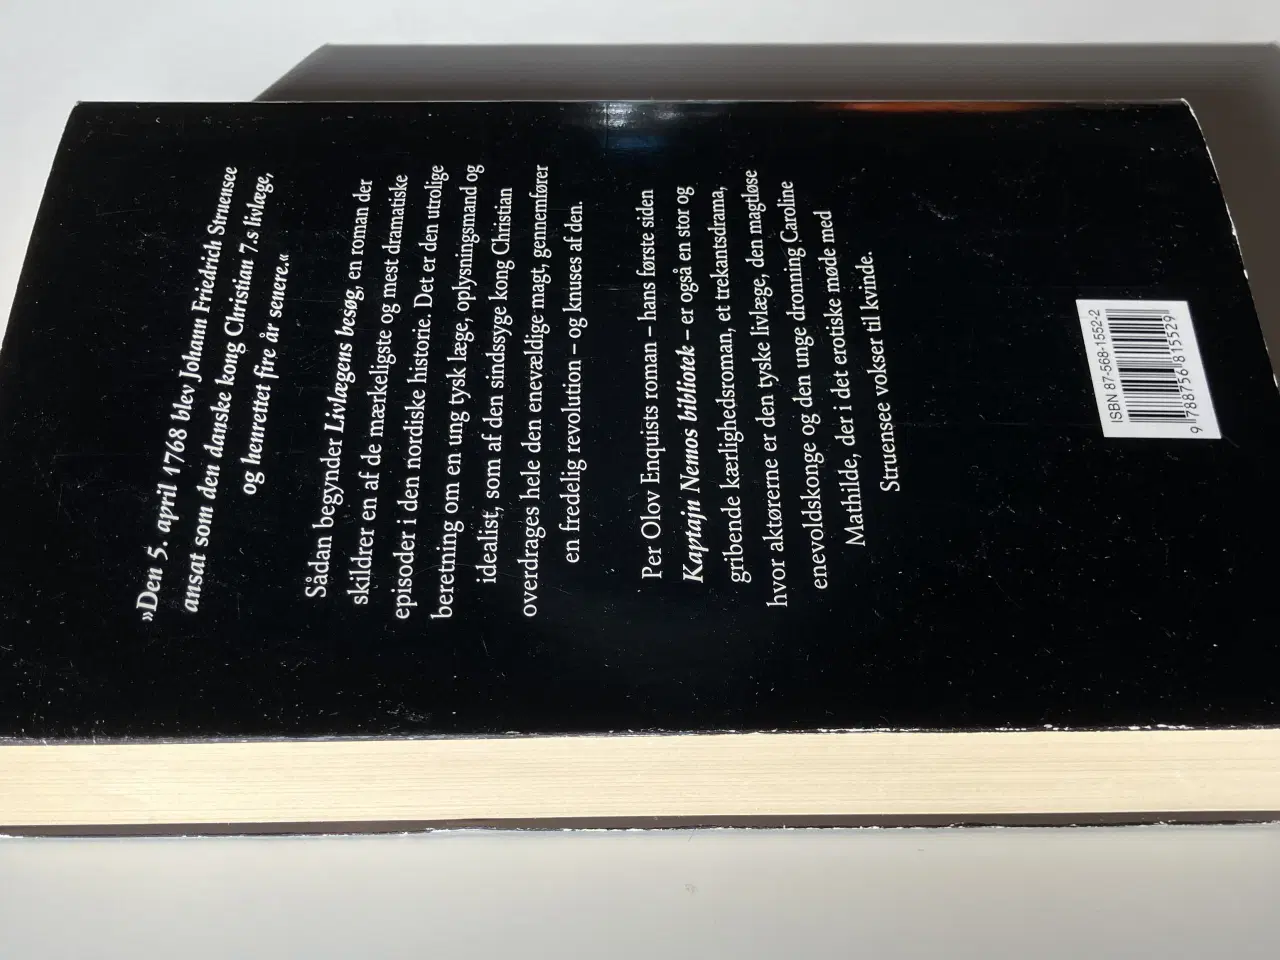 »Den 5. april 1768 blev Johann Friedrich Struensee
ansat som den danske kong Christian 7.s livlæge,
og henrettet fire år senere.«
Sådan begynder Livlægens besøg, en roman der
skildrer en af de mærkeligste og mest dramatiske
episoder i den nordiske historie. Det er den utrolige
beretning om en ung tysk læge, oplysningsmand og
idealist, som af den sindssyge kong Christian
overdrages hele den enevældige magt, gennemfører
en fredelig revolution – og knuses af den.
Per Olov Enquists roman – hans første siden
Kaptajn Nemos bibliotek – er også en stor og
gribende kærlighedsroman, et trekantsdrama,
hvor aktørerne er den tyske livlæge, den magtløse
enevoldskonge og den unge dronning Caroline
Mathilde, der i det erotiske møde med
Struensee vokser til kvinde.
ISBN 87-568-1552-2
9 788756 815529